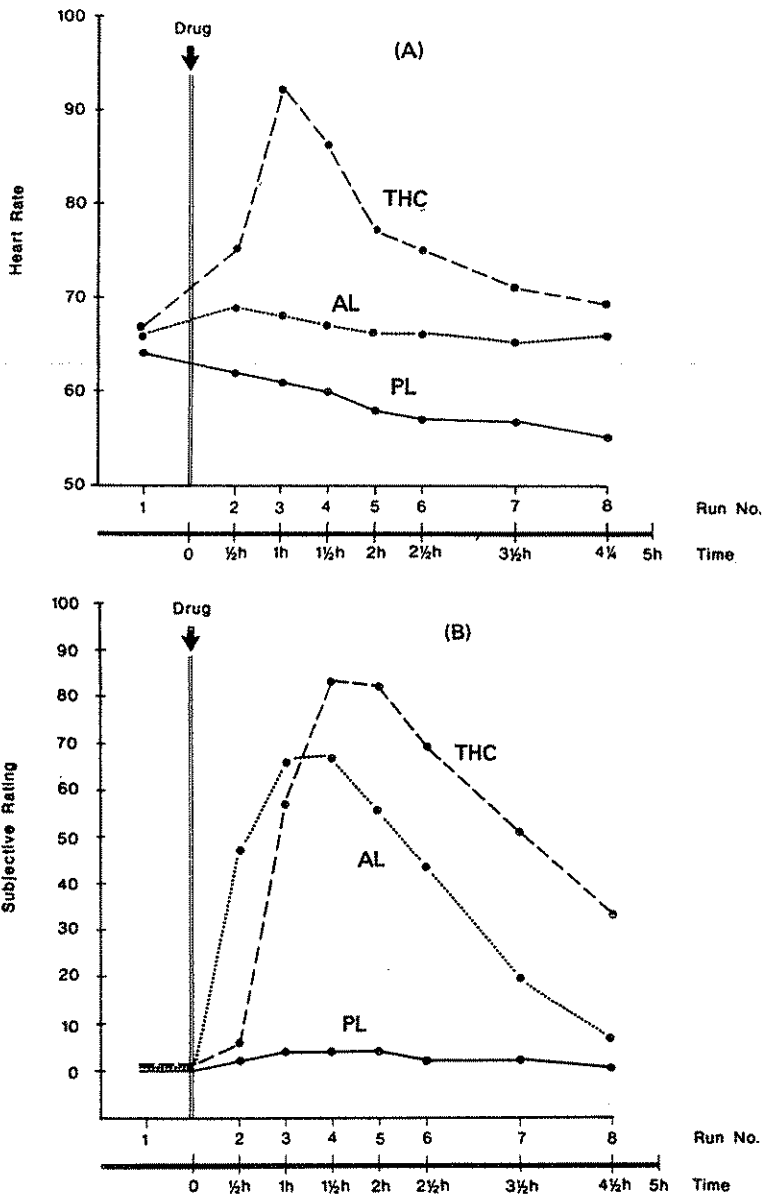 100
Drug
(A)
90
THC
80
Heart Rate
AL
70
PL
60
50
1 2 3 4 5 6 7 8 Run No.
0 ½h 1h 1½h 2h 2½h 3½h 4¼ 5h Time
100
Drug
(B)
90
80
70
THC
60
Subjective Rating
50
AL
40
30
20
PL
10
0
1 2 3 4 5 6 7 8 Run No.
0 ½h 1h 1½h 2h 2½h 3½h 4½h 5h Time